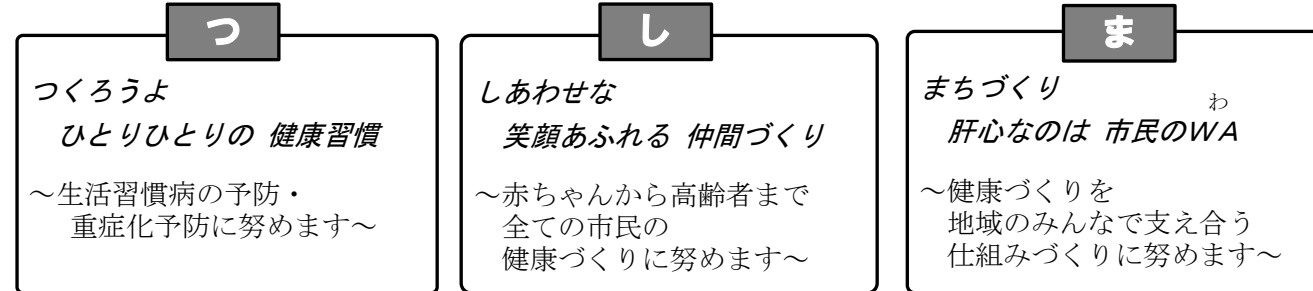 つ
つくろうよ
ひとりひとりの 健康習慣
～生活習慣病の予防・
重症化予防に努めます～
し
しあわせな
笑顔あふれる 仲間づくり
～赤ちゃんから高齢者まで
全ての市民の
健康づくりに努めます～
ま
まちづくり
わ
肝心なのは 市民のＷＡ
～健康づくりを
地域のみんなで支え合う
仕組みづくりに努めます～